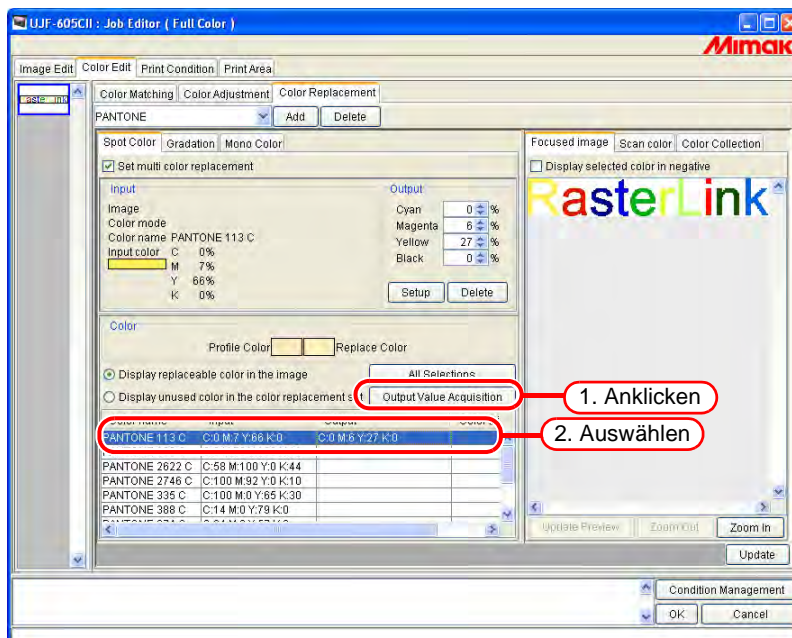 UJF-605CII : Job Editor ( Full Color )
Mimaki
Image Edit Color Edit Print Condition Print Area
Color Matching Color Adjustment Color Replacement
PANTONE Add Delete
Spot Color Gradation Mono Color
Set multi color replacement
Input
Image
Color mode
Color name PANTONE 113 C
Input color C 0%
M 7%
Y 66%
K 0%
Output
Cyan 0 %
Magenta 6 %
Yellow 27 %
Black 0 %
Setup Delete
Color
Profile Color Replace Color
Display replaceable color in the image All Selections
Display unused color in the color replacement set Output Value Acquisition
1. Anklicken
Color name Input Output
PANTONE 113 C C:0 M:7 Y:66 K:0 C:0 M:6 Y:27 K:0
2. Auswählen
PANTONE 2622 C C:58 M:100 Y:0 K:44
PANTONE 2746 C C:100 M:92 Y:0 K:10
PANTONE 335 C C:100 M:0 Y:65 K:30
PANTONE 388 C C:14 M:0 Y:79 K:0
Focused image Scan color Color Collection
Display selected color in negative
RasterLink
Update Preview Zoom Out Zoom In
Update
Condition Management
OK Cancel